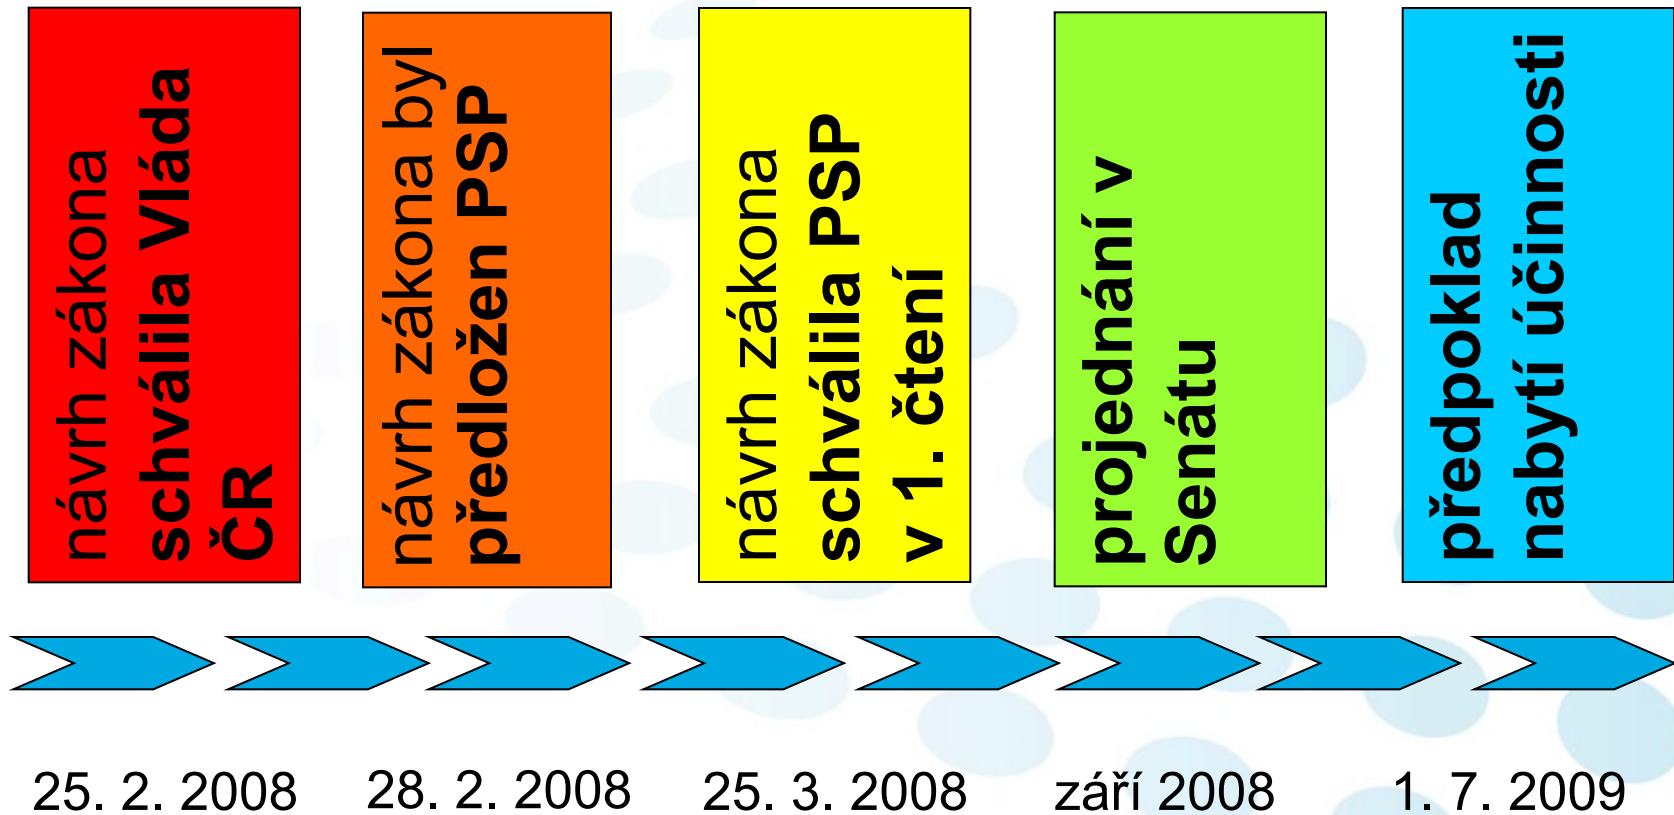 návrh zákona
schválila Vláda
ČR
návrh zákona byl
předložen PSP
návrh zákona
schválila PSP
v 1. čtení
projednání v
Senátu
předpoklad
nabytí účinnosti
25. 2. 2008
28. 2. 2008
25. 3. 2008
září 2008
1. 7. 2009